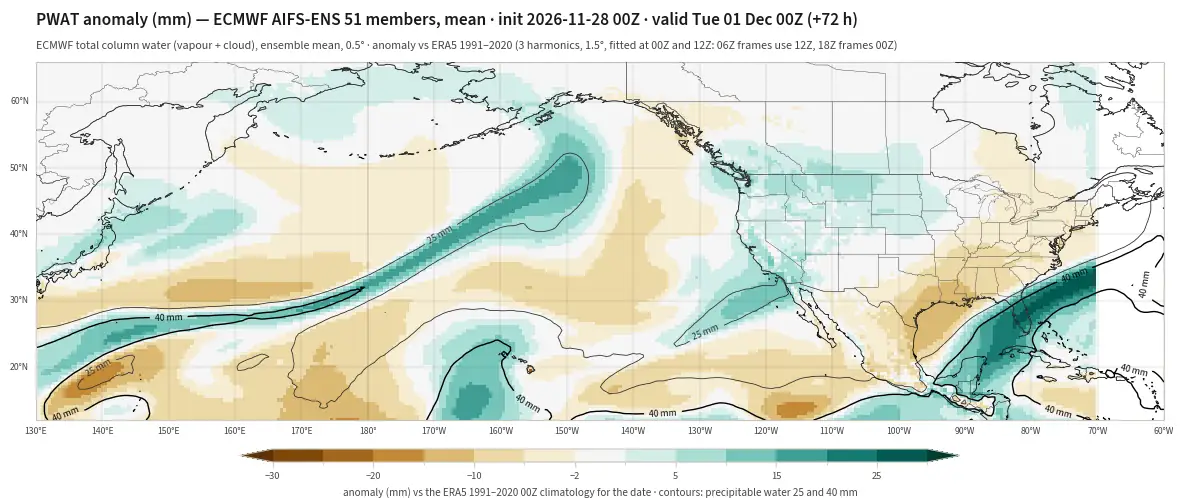 PWAT anomaly (mm) — ECMWF AIFS-ENS 51 members, mean · init 2026-11-28 00Z · valid Tue 01 Dec 00Z (+72 h)
ECMWF total column water (vapour + cloud), ensemble mean, 0.5° · anomaly vs ERA5 1991–2020 (3 harmonics, 1.5°, fitted at 00Z and 12Z: 06Z frames use 12Z, 18Z frames 00Z)
60°N
50°N
40°N
30°N
20°N
25 mm
40 mm
25 mm
40 mm
40 mm
25 mm
40 mm
40 mm
40 mm
40 mm
40 mm
130°E 140°E 150°E 160°E 170°E 180° 170°W 160°W 150°W 140°W 130°W 120°W 110°W 100°W 90°W 80°W 70°W 60°W
−30 −20 −10 −2 5 15 25
anomaly (mm) vs the ERA5 1991–2020 00Z climatology for the date · contours: precipitable water 25 and 40 mm